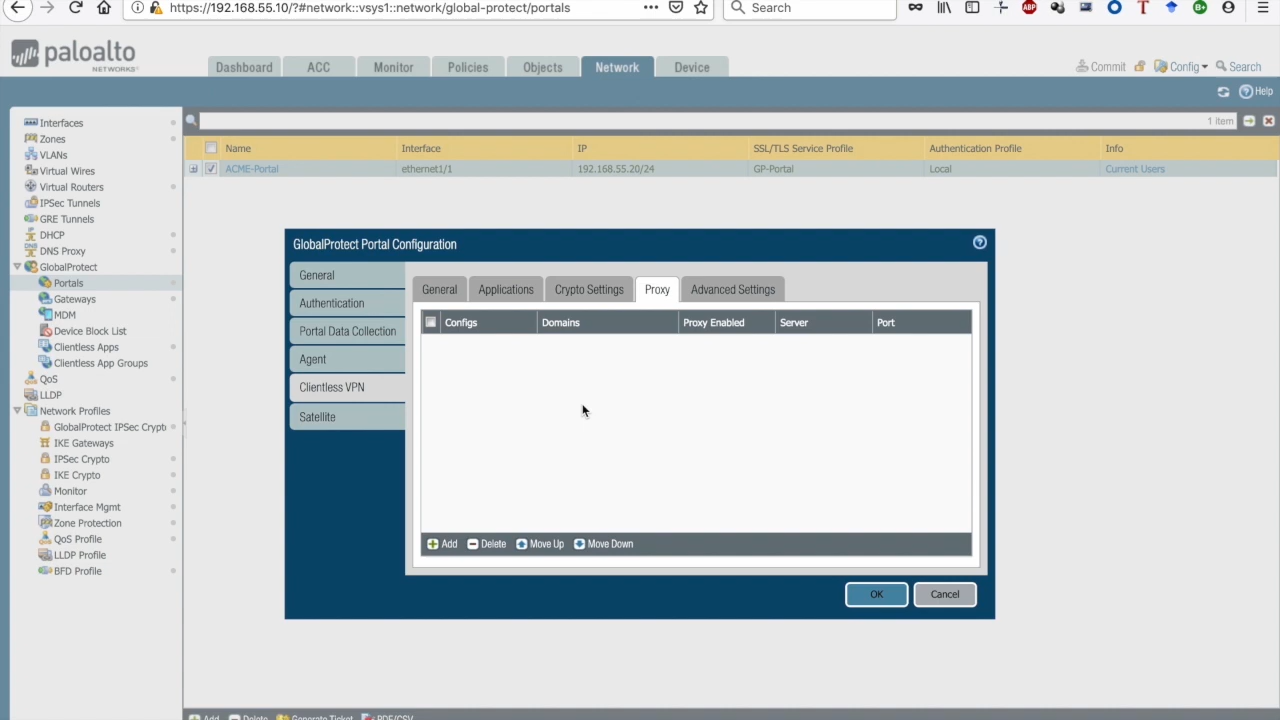 https://192.168.55.10/?#network::vsys1::network/global-protect/portals
Search
ABP
paloalto
NETWORKS
Dashboard
ACC
Monitor
Policies
Objects
Network
Device
Commit
Config
Search
Help
1 item
Interfaces
Zones
VLANs
Virtual Wires
Virtual Routers
IPSec Tunnels
GRE Tunnels
DHCP
DNS Proxy
GlobalProtect
Portals
Gateways
MDM
Device Block List
Clientless Apps
Clientless App Groups
QoS
LLDP
Network Profiles
GlobalProtect IPSec Crypto
IKE Gateways
IPSec Crypto
IKE Crypto
Monitor
Interface Mgmt
Zone Protection
QoS Profile
LLDP Profile
BFD Profile
Name Interface IP SSL/TLS Service Profile Authentication Profile Info
ACME-Portal ethernet1/1 192.168.55.20/24 GP-Portal Local Current Users
GlobalProtect Portal Configuration
General
Authentication
Portal Data Collection
Agent
Clientless VPN
Satellite
General Applications Crypto Settings Proxy Advanced Settings
Configs Domains Proxy Enabled Server Port
Add Delete Move Up Move Down
OK Cancel
Add Delete Generate Ticket PDF/CSV